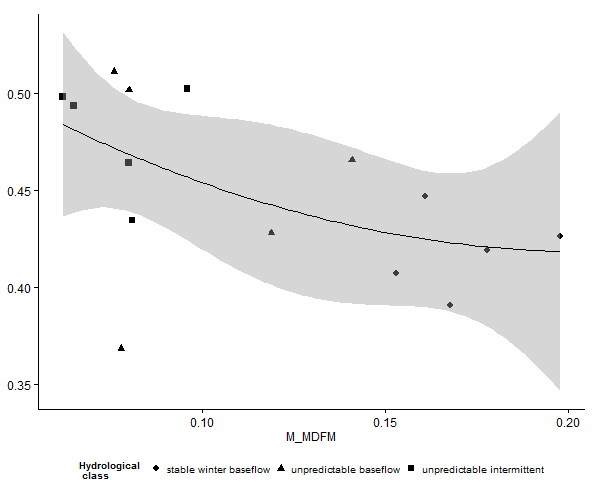 0.50
0.45
0.40
0.35
0.10 0.15 0.20
M_MDFM
Hydrological
class
stable winter baseflow unpredictable baseflow unpredictable intermittent